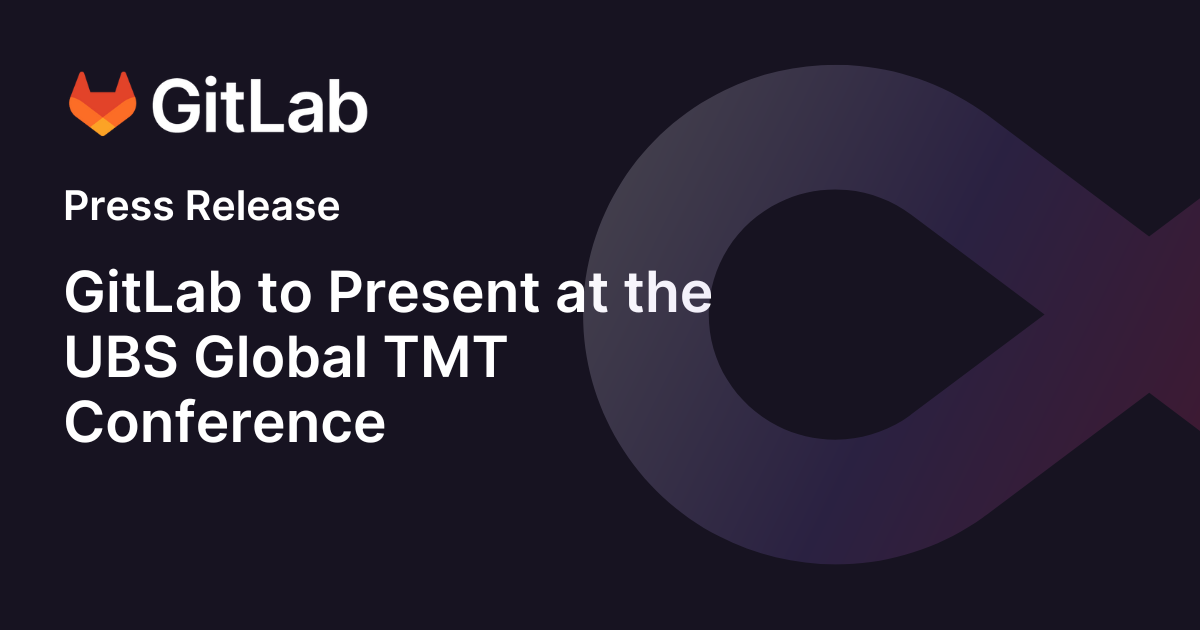 GitLab
Press Release
GitLab to Present at the
UBS Global TMT
Conference